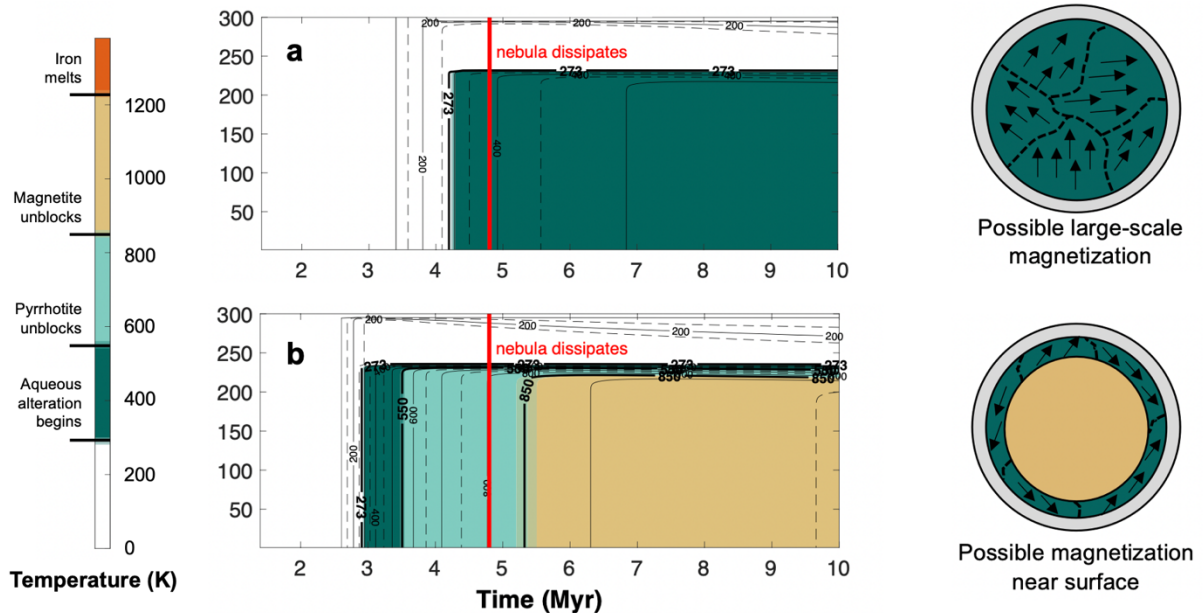 Iron
melts
1200
1000
Magnetite
unblocks
800
Pyrrhotite
unblocks
600
Aqueous
alteration
begins
400
200
0
Temperature (K)
300
250
200
150
100
50
a
nebula dissipates
200
200
200
273
273
273
400
400
2 3 4 5 6 7 8 9 10
300
250
200
150
100
50
b
nebula dissipates
200
200
200
200
273
273
273
273
273
400
550
600
800
850
850
850
2 3 4 5 6 7 8 9 10
Time (Myr)
Possible large-scale
magnetization
Possible magnetization
near surface